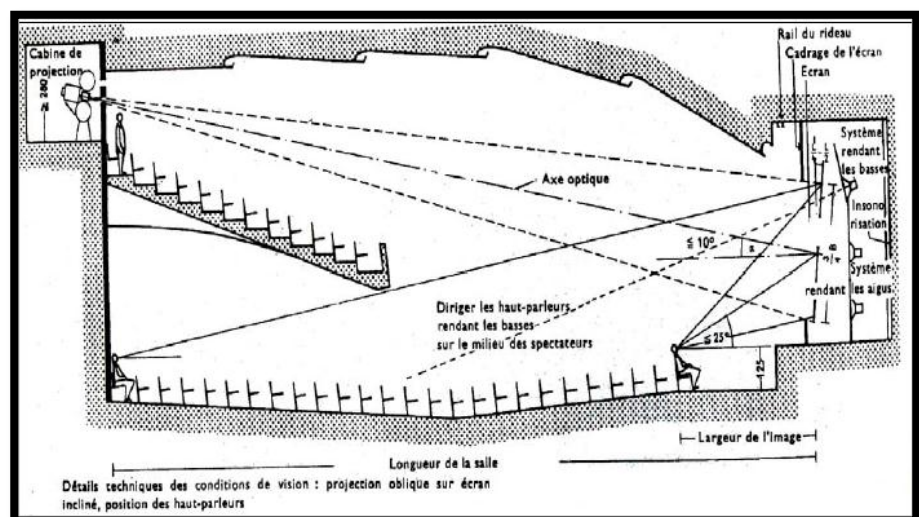 Rail du rideau
Cadrage de l'écran
Ecran
Cabine de
projection
≧ 280
Système
rendant
les basses
Axe optique
Insono
risation
≦ 10°
α
Système
rendant les aigus
Diriger les haut-parleurs
rendant les basses
sur le milieu des spectateurs
≦ 25°
125
Largeur de l'Image
Longueur de la salle
Détails techniques des conditions de vision : projection oblique sur écran
incliné, position des haut-parleurs